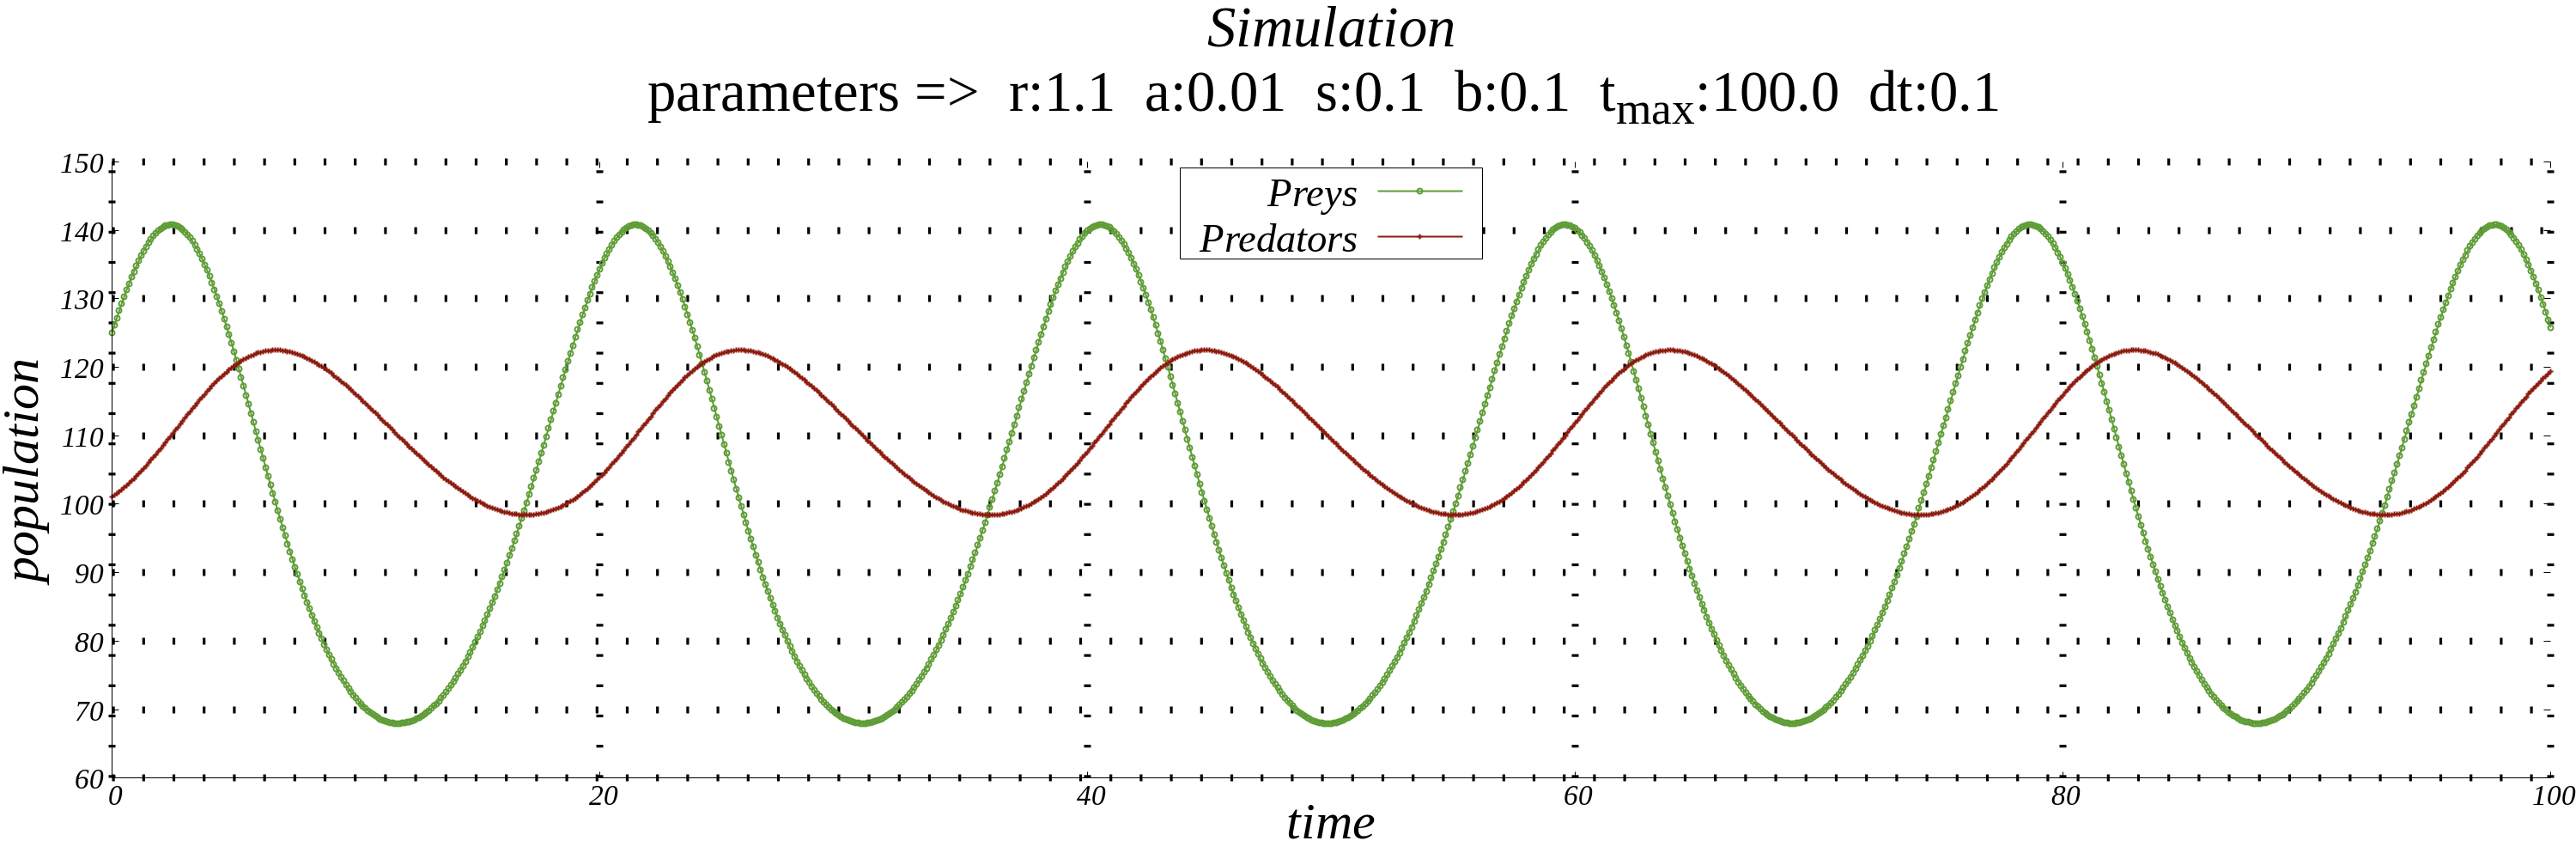 Simulation
parameters => r:1.1 a:0.01 s:0.1 b:0.1 tmax:100.0 dt:0.1
Preys
Predators
population
150
140
130
120
110
100
90
80
70
60
0 20 40 60 80 100
time